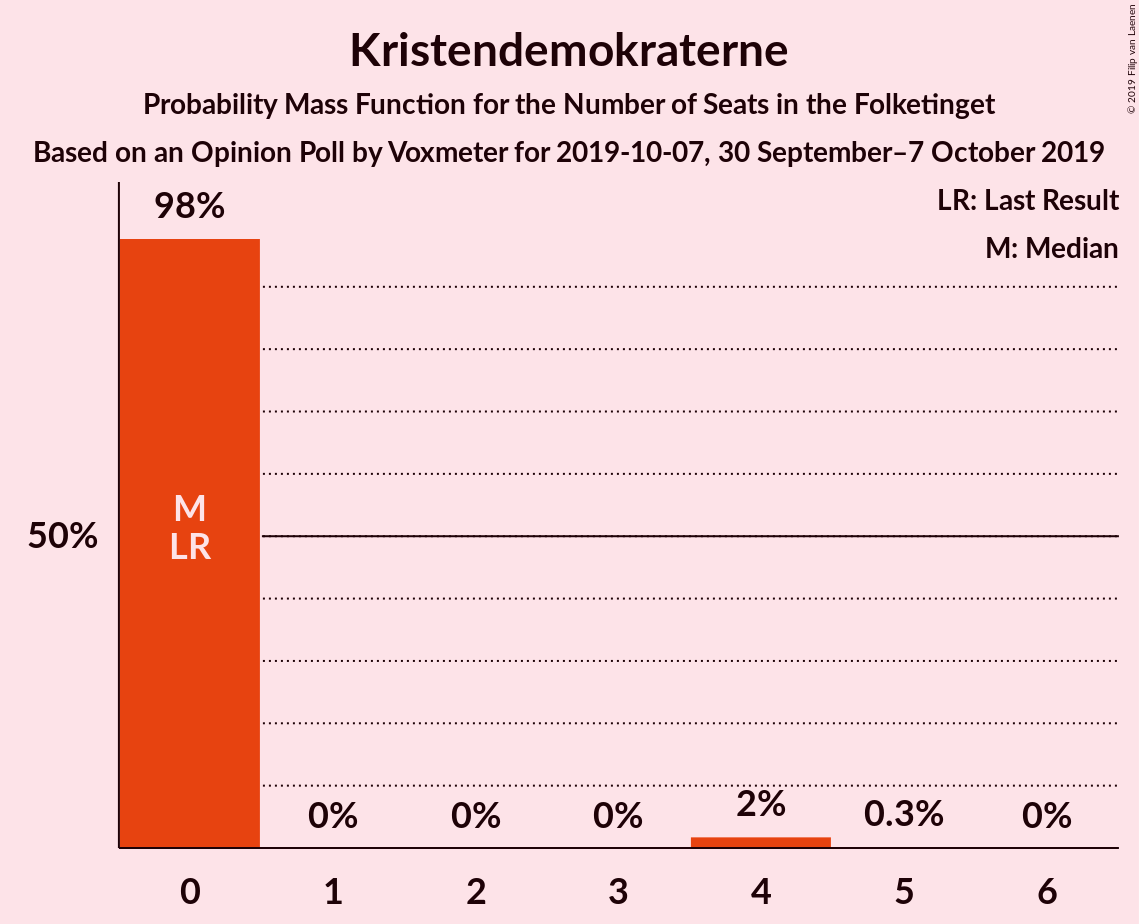 Kristendemokraterne
Probability Mass Function for the Number of Seats in the Folketinget
Based on an Opinion Poll by Voxmeter for 2019-10-07, 30 September–7 October 2019
© 2019 Filip van Laenen
LR: Last Result
M: Median
98%
M
LR
50%
0%
0%
0%
2%
0.3%
0%
0
1
2
3
4
5
6